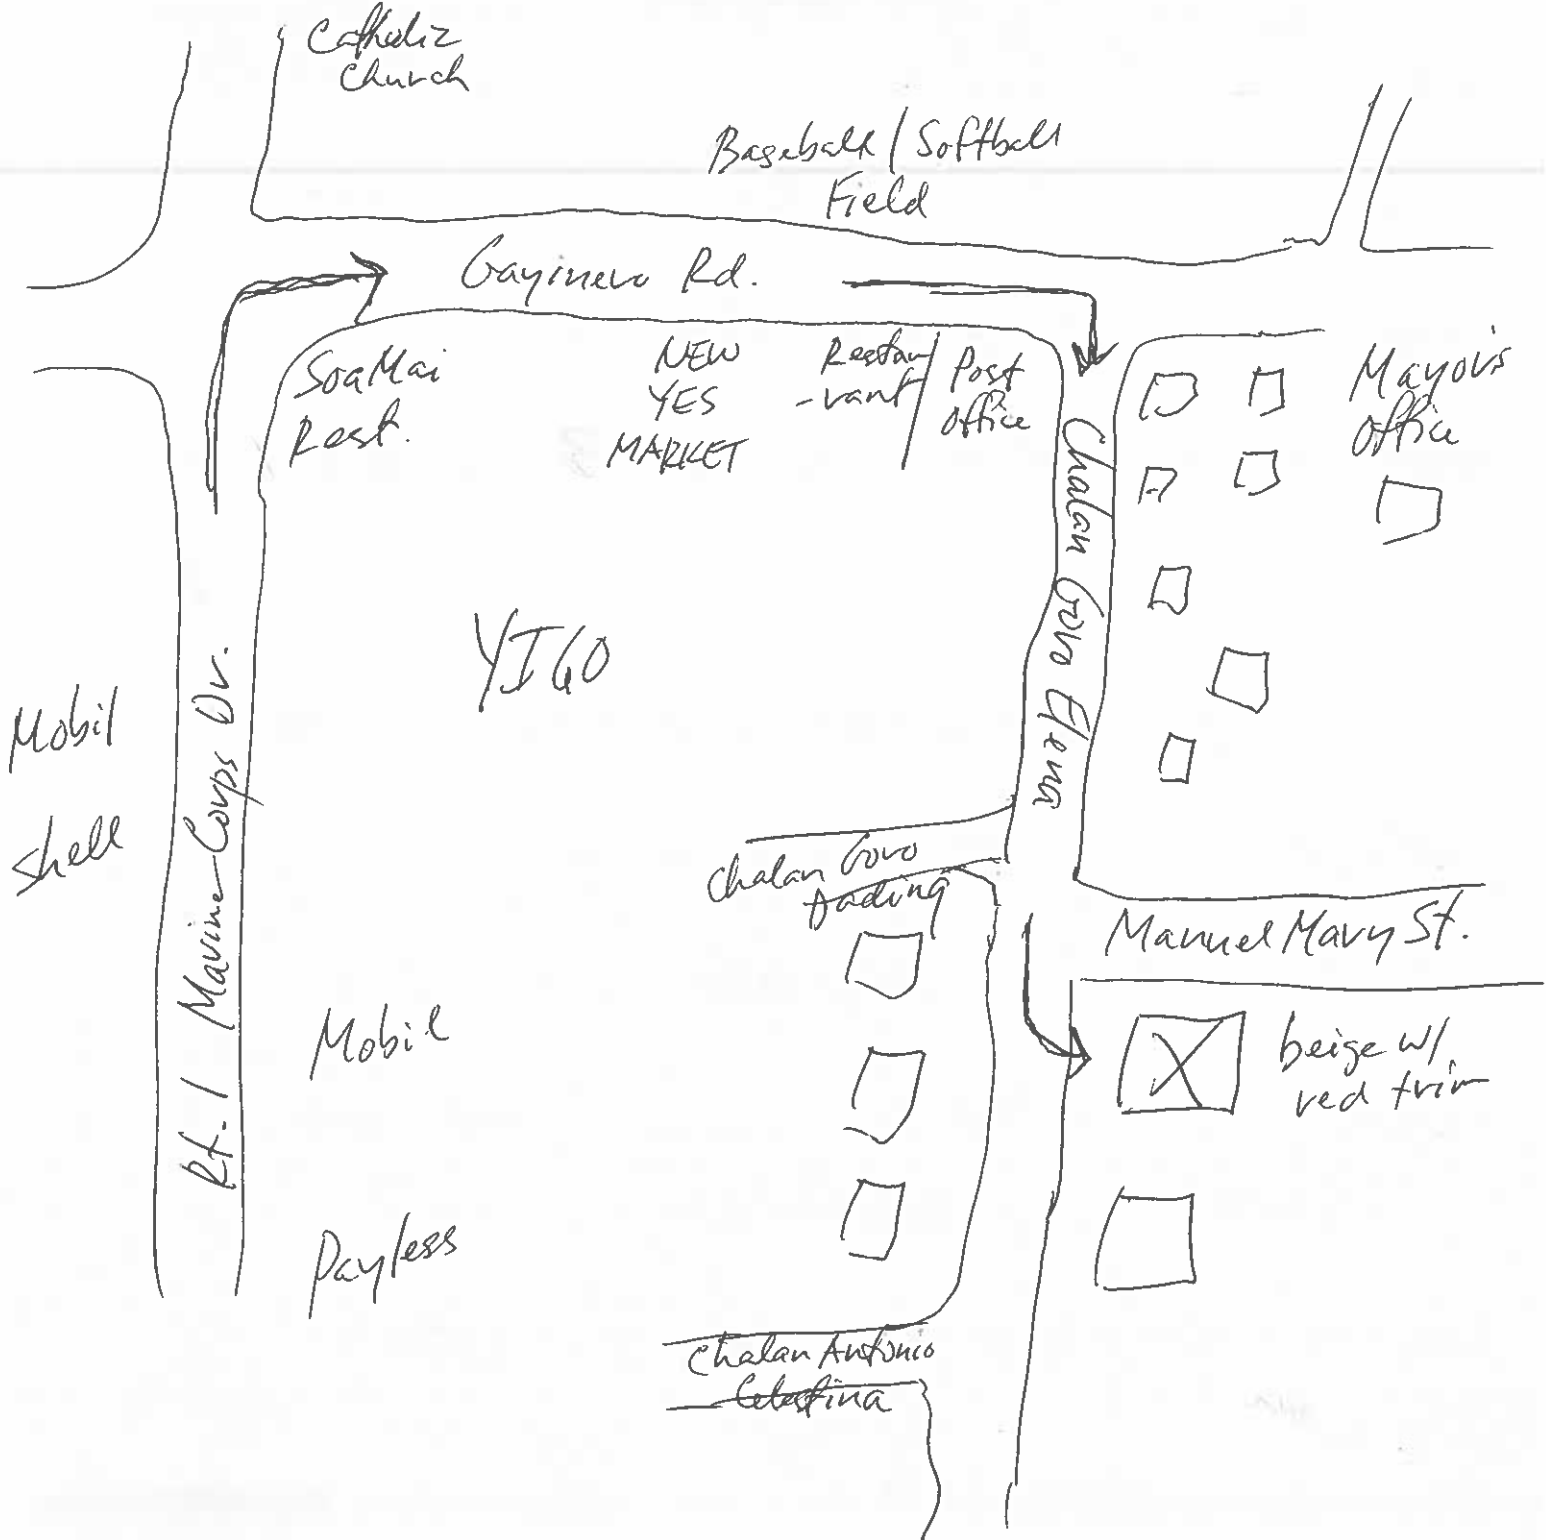 Catholic
Church
Baseball / Softball
Field
Gayinero Rd.
SoaMai
Rest.
NEW
YES
MARKET
Restau
-rant
Post
Office
Mayor's
Office
Chalan Goro Elena
YIGO
Mobil
Shell
Rt. 1 Marine Corps Dr.
Chalan Goro
Manuel Mary St.
Mobil
beige w/
red trim
Payless
Chalan Antonio
Celestina